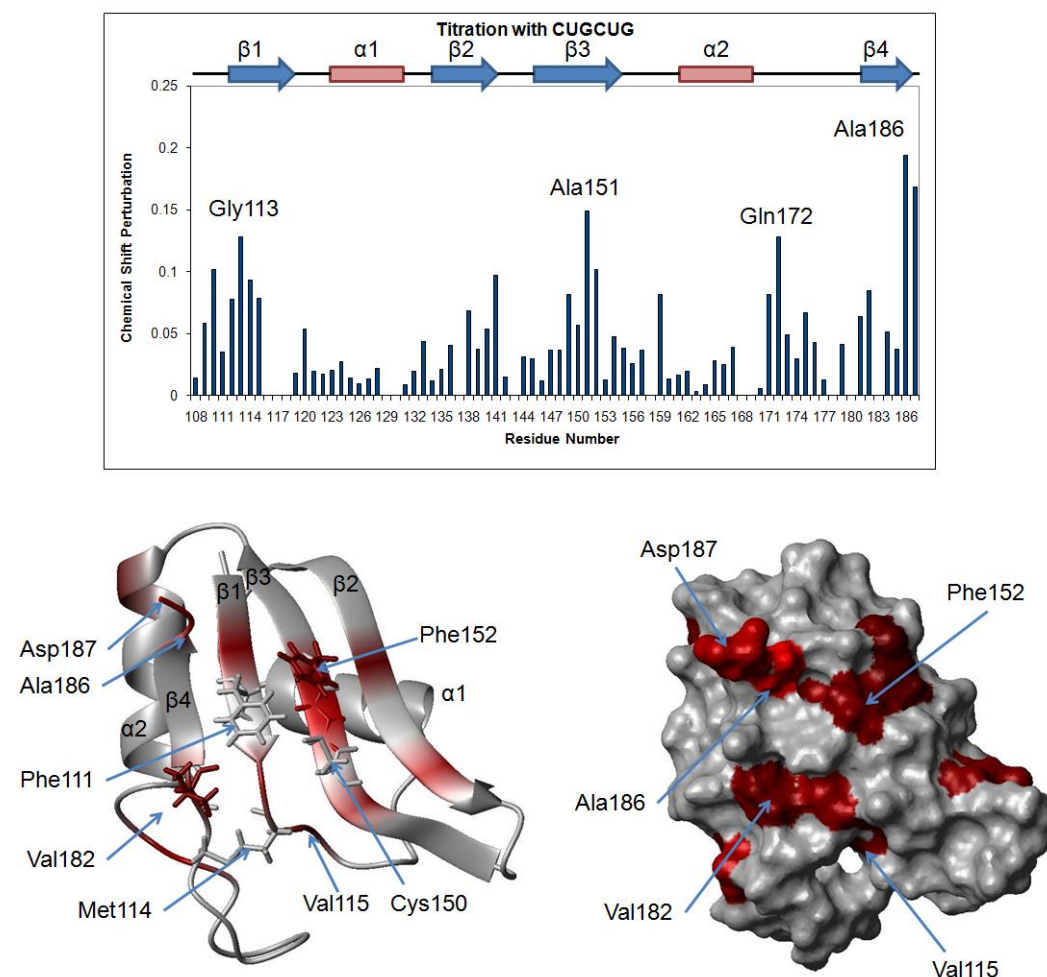 Titration with CUGCUG
β1 α1 β2 β3 α2 β4
0.25
0.2
0.15
0.1
0.05
0
Chemical Shift Perturbation
Gly113
Ala151
Gln172
Ala186
108 111 114 117 120 123 126 129 132 135 138 141 144 147 150 153 156 159 162 165 168 171 174 177 180 183 186
Residue Number
Asp187
Ala186
α2
β4
Phe111
Val182
Met114
β1
β3
β2
Phe152
α1
Val115
Cys150
Asp187
Phe152
Ala186
Val182
Val115